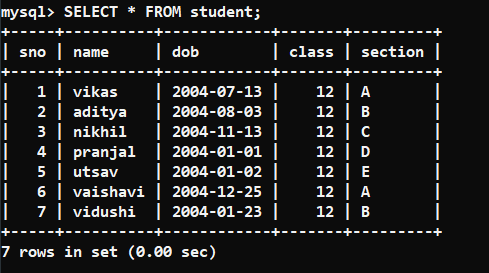 mysql> SELECT * FROM student;
+-----+----------+------------+-------+---------+
| sno | name     | dob        | class | section |
+-----+----------+------------+-------+---------+
|   1 | vikas    | 2004-07-13 |    12 | A       |
|   2 | aditya   | 2004-08-03 |    12 | B       |
|   3 | nikhil   | 2004-11-13 |    12 | C       |
|   4 | pranjal  | 2004-01-01 |    12 | D       |
|   5 | utsav    | 2004-01-02 |    12 | E       |
|   6 | vaishavi | 2004-12-25 |    12 | A       |
|   7 | vidushi  | 2004-01-23 |    12 | B       |
+-----+----------+------------+-------+---------+
7 rows in set (0.00 sec)